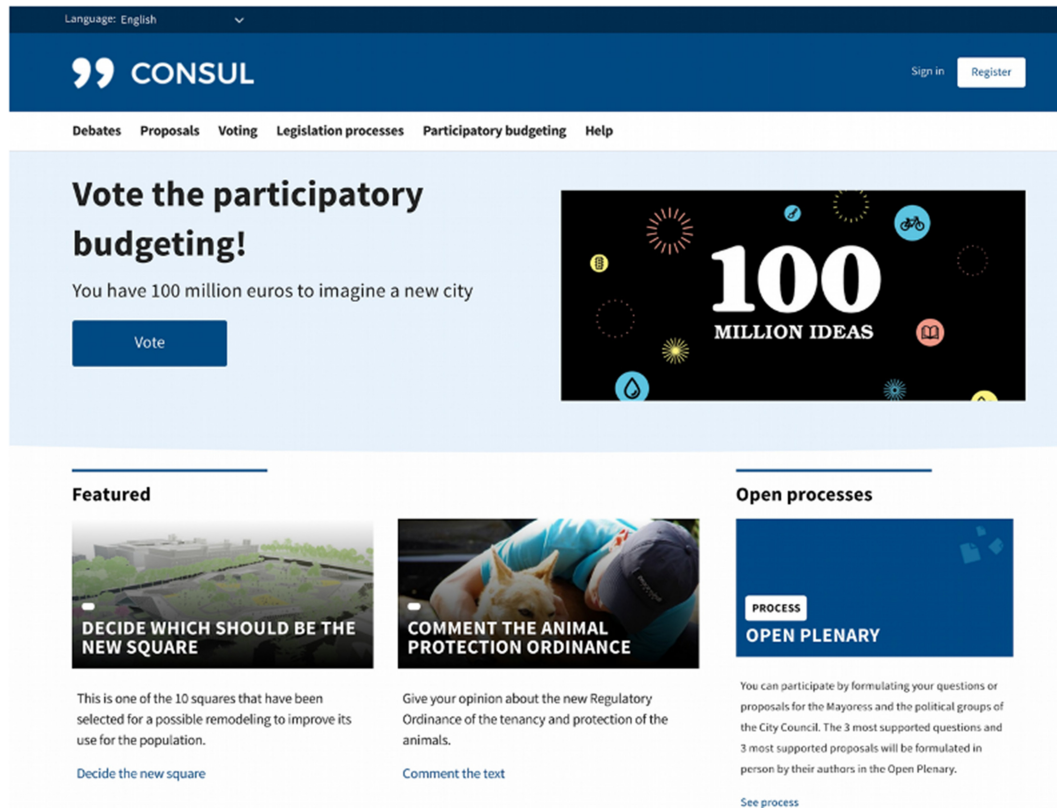 Language: English
CONSUL
Sign in
Register
Debates Proposals Voting Legislation processes Participatory budgeting Help
Vote the participatory
budgeting!
You have 100 million euros to imagine a new city
Vote
100
MILLION IDEAS
Featured
DECIDE WHICH SHOULD BE THE
NEW SQUARE
This is one of the 10 squares that have been
selected for a possible remodeling to improve its
use for the population.
Decide the new square
COMMENT THE ANIMAL
PROTECTION ORDINANCE
Give your opinion about the new Regulatory
Ordinance of the tenancy and protection of the
animals.
Comment the text
Open processes
PROCESS
OPEN PLENARY
You can participate by formulating your questions or
proposals for the Mayoress and the political groups of
the City Council. The 3 most supported questions and
3 most supported proposals will be formulated in
person by their authors in the Open Plenary.
See process